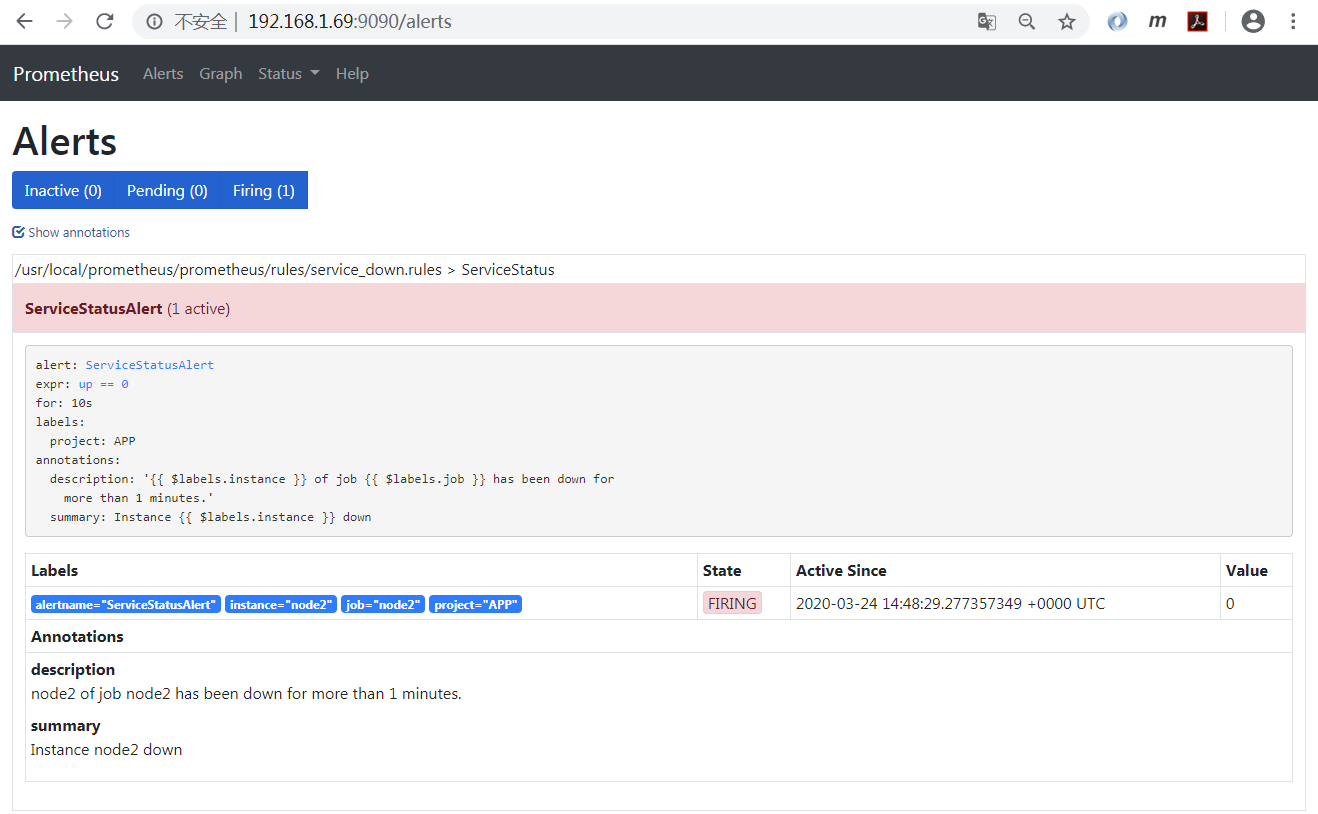 不安全 | 192.168.1.69:9090/alerts
Prometheus Alerts Graph Status Help
Alerts
Inactive (0) Pending (0) Firing (1)
Show annotations
/usr/local/prometheus/prometheus/rules/service_down.rules > ServiceStatus
ServiceStatusAlert (1 active)
alert: ServiceStatusAlert
expr: up == 0
for: 10s
labels:
  project: APP
annotations:
  description: '{{ $labels.instance }} of job {{ $labels.job }} has been down for
    more than 1 minutes.'
  summary: Instance {{ $labels.instance }} down
Labels State Active Since Value
alertname="ServiceStatusAlert" instance="node2" job="node2" project="APP" FIRING 2020-03-24 14:48:29.277357349 +0000 UTC 0
Annotations
description
node2 of job node2 has been down for more than 1 minutes.
summary
Instance node2 down